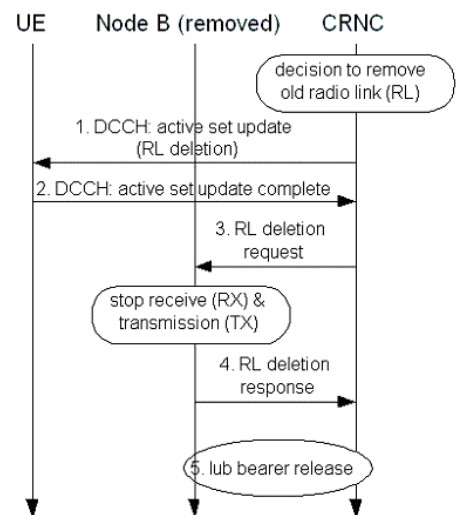 UE Node B (removed) CRNC
decision to remove
old radio link (RL)
1. DCCH: active set update
(RL deletion)
2. DCCH: active set update complete
3. RL deletion
request
stop receive (RX) &
transmission (TX)
4. RL deletion
response
5. lub bearer release